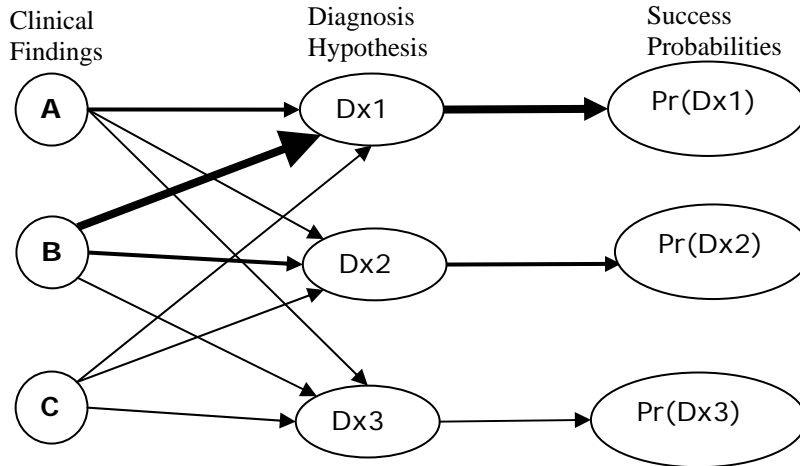 Clinical
Findings
Diagnosis
Hypothesis
Success
Probabilities
A
Dx1
Pr(Dx1)
B
Dx2
Pr(Dx2)
C
Dx3
Pr(Dx3)